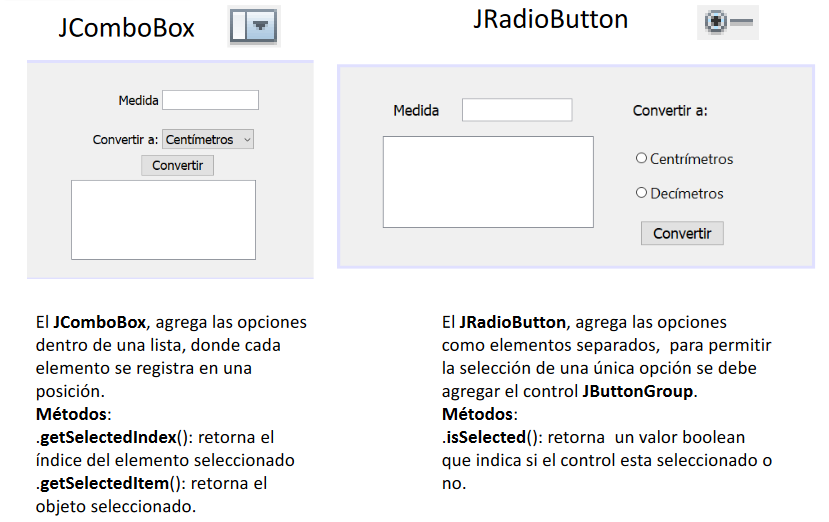 JComboBox
Medida
Convertir a: Centímetros
Convertir
El JComboBox, agrega las opciones
dentro de una lista, donde cada
elemento se registra en una
posición.
Métodos:
.getSelectedIndex(): retorna el
índice del elemento seleccionado
.getSelectedItem(): retorna el
objeto seleccionado.
JRadioButton
Medida
Convertir a:
Centrímetros
Decímetros
Convertir
El JRadioButton, agrega las opciones
como elementos separados,  para permitir
la selección de una única opción se debe
agregar el control JButtonGroup.
Métodos:
.isSelected(): retorna  un valor boolean
que indica si el control esta seleccionado o
no.